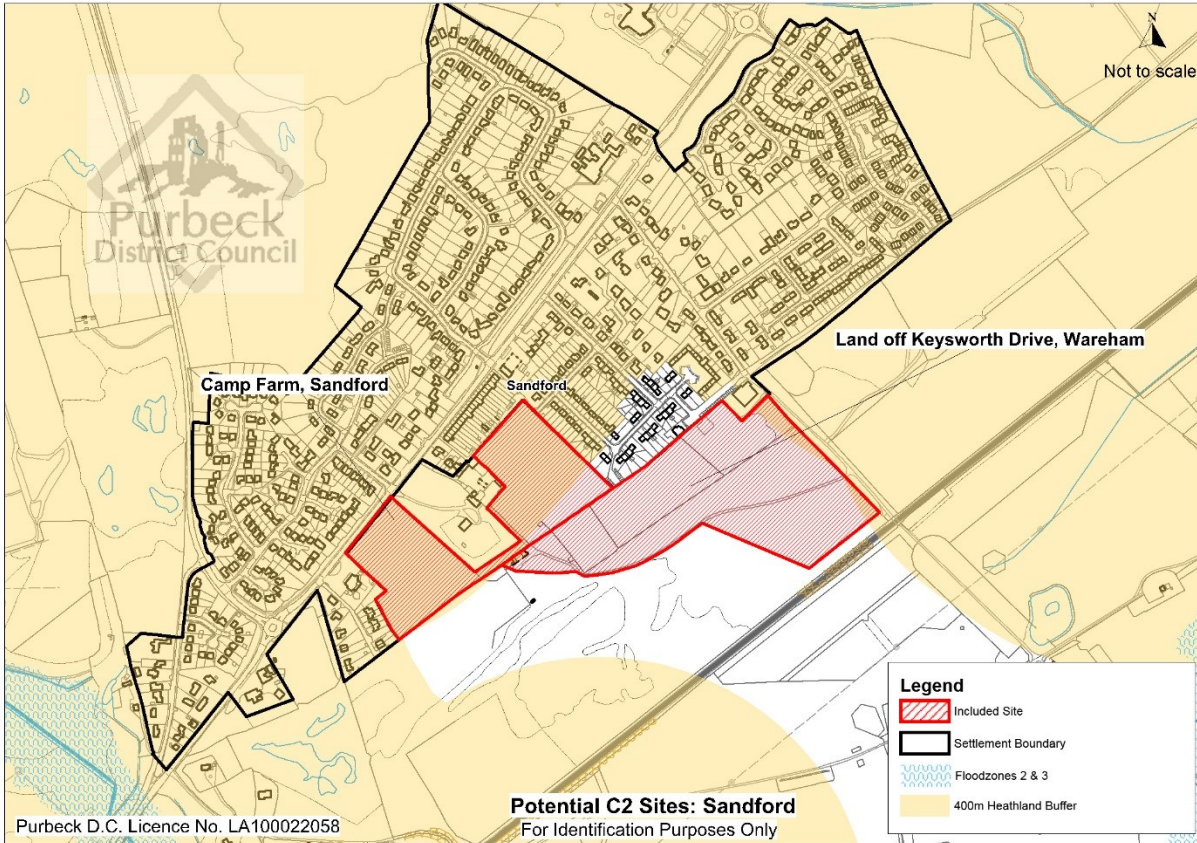 N
Not to scale
Purbeck
District Council
Land off Keysworth Drive, Wareham
Camp Farm, Sandford
Sandford
Legend
Included Site
Settlement Boundary
Floodzones 2 & 3
400m Heathland Buffer
Potential C2 Sites: Sandford
For Identification Purposes Only
Purbeck D.C. Licence No. LA100022058